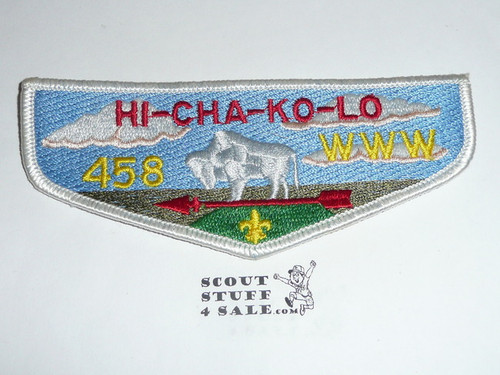 HI-CHA-KO-LO
458 WWW
SCOUT
STUFF
4 SALE.COM